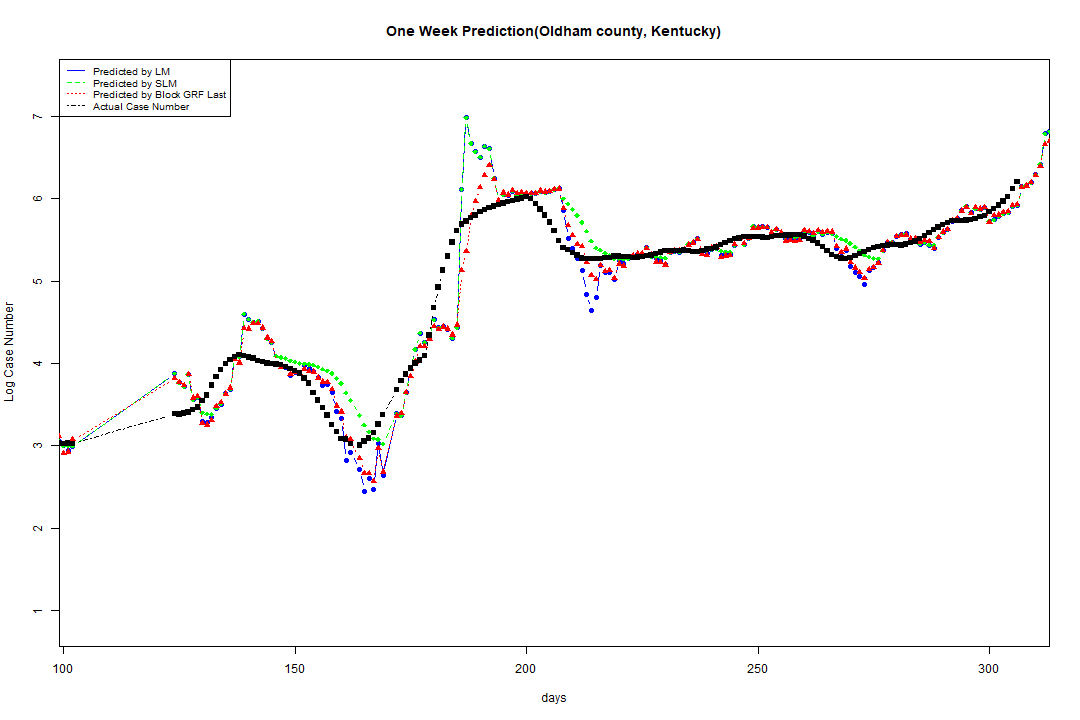 One Week Prediction(Oldham county, Kentucky)
Predicted by LM
Predicted by SLM
Predicted by Block GRF Last
Actual Case Number
7
6
5
4
3
2
1
Log Case Number
100 150 200 250 300
days